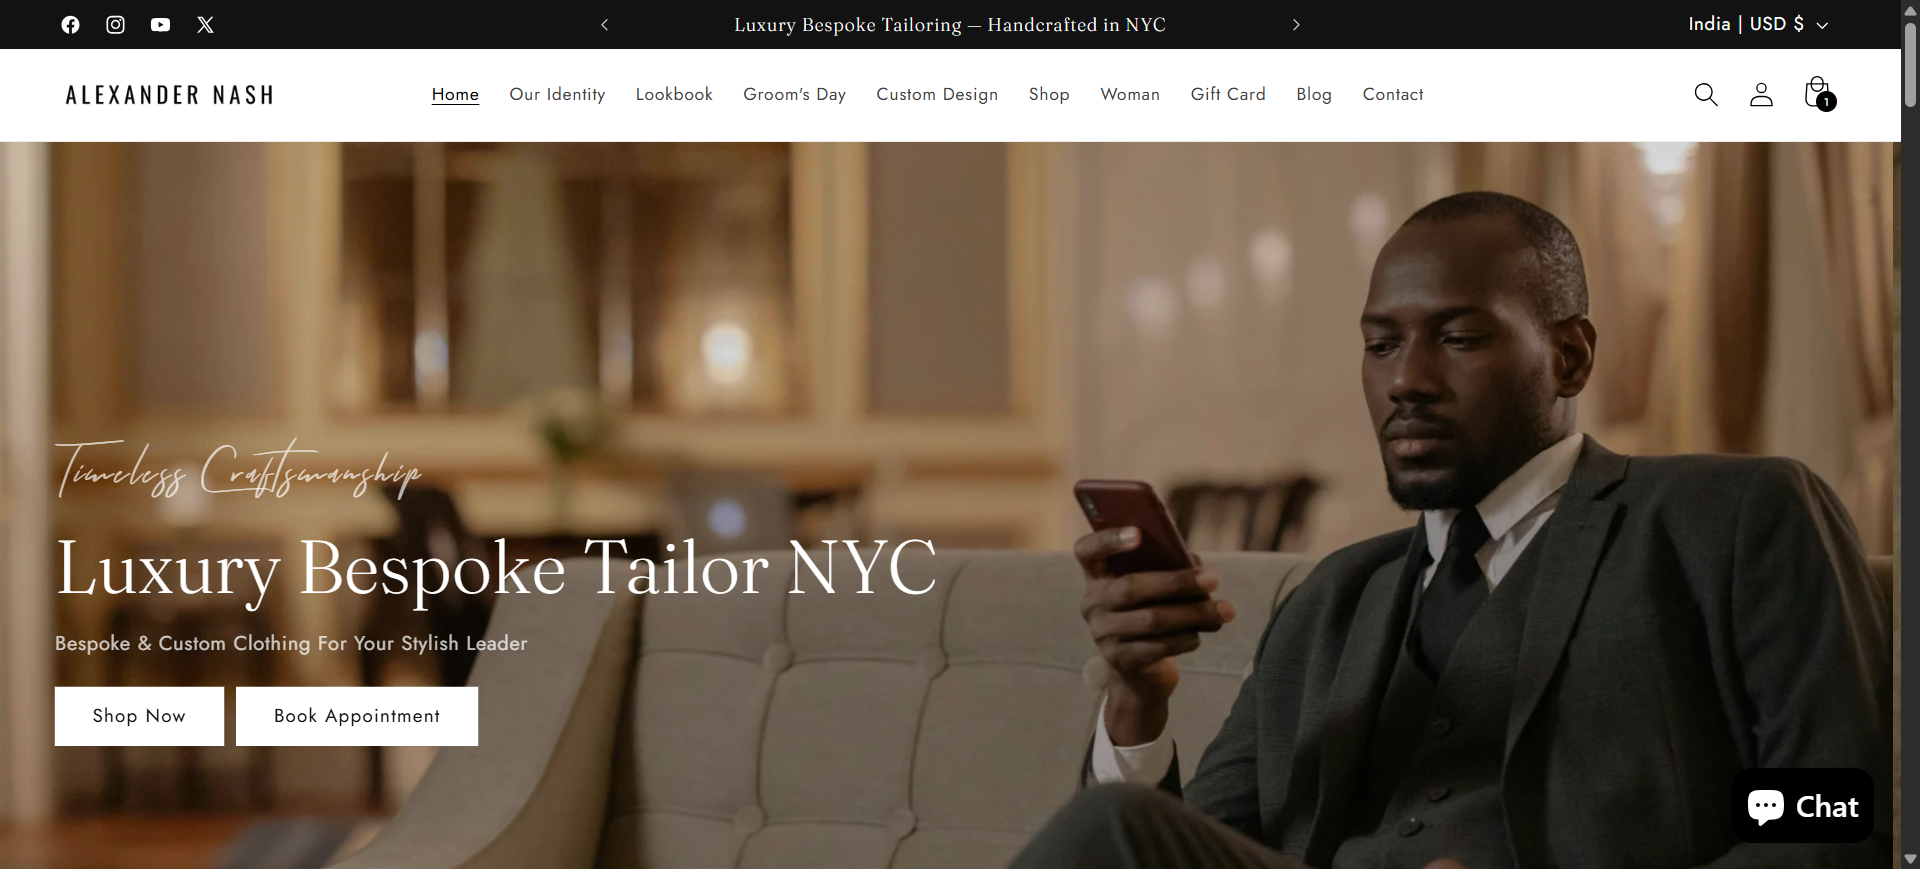 Luxury Bespoke Tailoring — Handcrafted in NYC
India | USD $
ALEXANDER NASH
Home Our Identity Lookbook Groom's Day Custom Design Shop Woman Gift Card Blog Contact
1
Timeless Craftsmanship
Luxury Bespoke Tailor NYC
Bespoke & Custom Clothing For Your Stylish Leader
Shop Now Book Appointment
Chat